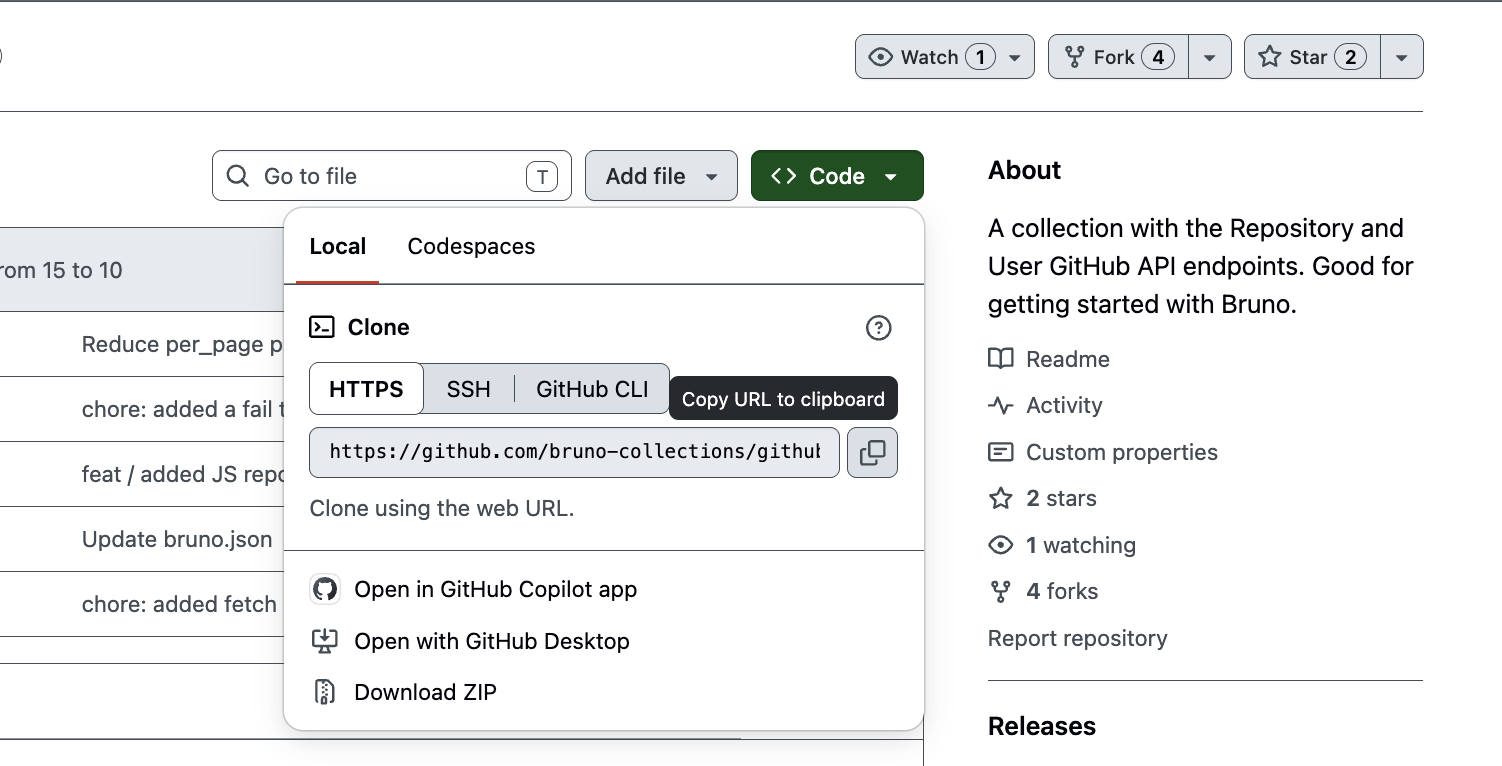 Watch 1
Fork 4
Star 2
Go to file T
Add file
Code
rom 15 to 10
Reduce per_page p
chore: added a fail t
feat / added JS repo
Update bruno.json
chore: added fetch
Local
Codespaces
Clone
HTTPS
SSH
GitHub CLI
Copy URL to clipboard
https://github.com/bruno-collections/github
Clone using the web URL.
Open in GitHub Copilot app
Open with GitHub Desktop
Download ZIP
About
A collection with the Repository and
User GitHub API endpoints. Good for
getting started with Bruno.
Readme
Activity
Custom properties
2 stars
1 watching
4 forks
Report repository
Releases